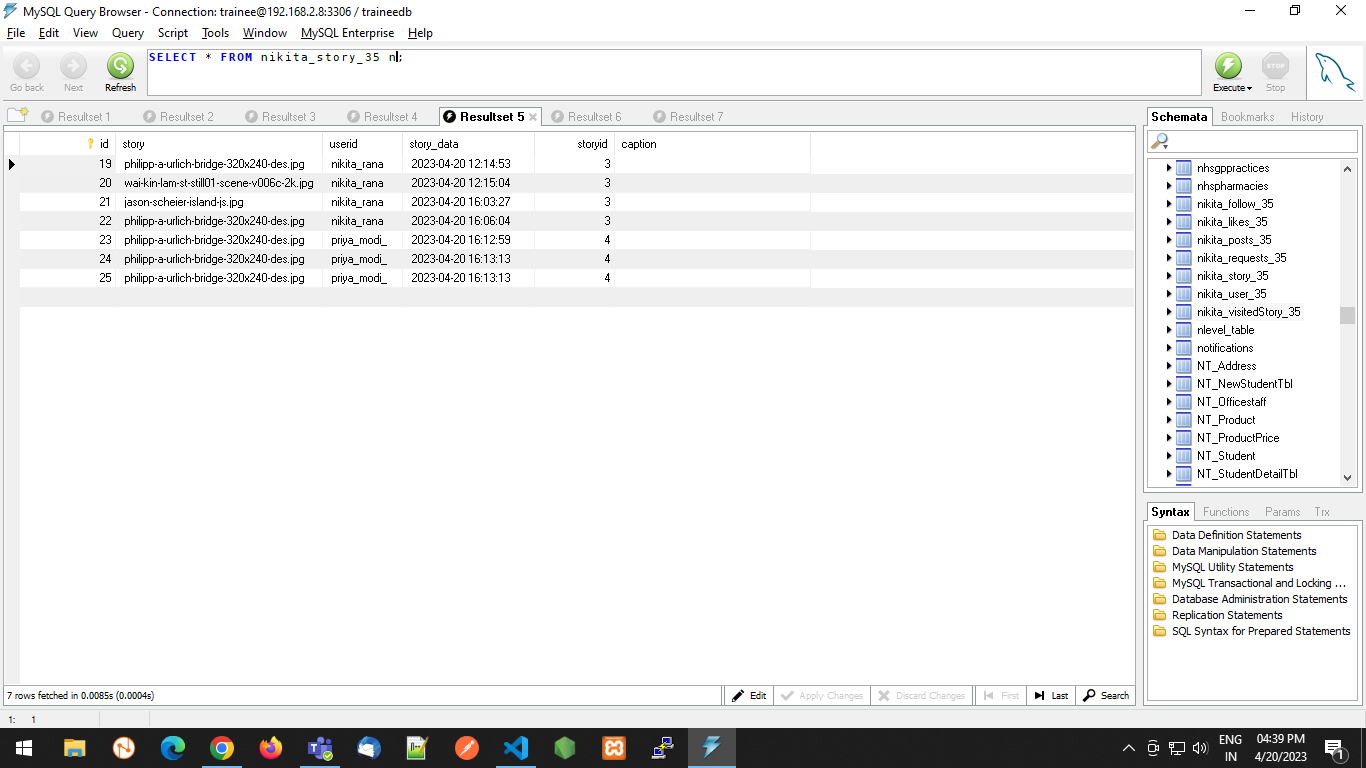 MySQL Query Browser - Connection: trainee@192.168.2.8:3306 / traineedb
File Edit View Query Script Tools Window MySQL Enterprise Help
SELECT * FROM nikita_story_35 n;
Go back Next Refresh Execute Stop
Resultset 1 Resultset 2 Resultset 3 Resultset 4 Resultset 5 Resultset 6 Resultset 7
id story userid story_data storyid caption
19 philipp-a-urlich-bridge-320x240-des.jpg nikita_rana 2023-04-20 12:14:53 3
20 wai-kin-lam-st-still01-scene-v006c-2k.jpg nikita_rana 2023-04-20 12:15:04 3
21 jason-scheier-island-js.jpg nikita_rana 2023-04-20 16:03:27 3
22 philipp-a-urlich-bridge-320x240-des.jpg nikita_rana 2023-04-20 16:06:04 3
23 philipp-a-urlich-bridge-320x240-des.jpg priya_modi_ 2023-04-20 16:12:59 4
24 philipp-a-urlich-bridge-320x240-des.jpg priya_modi_ 2023-04-20 16:13:13 4
25 philipp-a-urlich-bridge-320x240-des.jpg priya_modi_ 2023-04-20 16:13:13 4
7 rows fetched in 0.0085s (0.0004s)
Edit Apply Changes Discard Changes First Last Search
1: 1
Schemata Bookmarks History
nhsgppractices
nhspharmacies
nikita_follow_35
nikita_likes_35
nikita_posts_35
nikita_requests_35
nikita_story_35
nikita_user_35
nikita_visitedStory_35
nlevel_table
notifications
NT_Address
NT_NewStudentTbl
NT_Officestaff
NT_Product
NT_ProductPrice
NT_Student
NT_StudentDetailTbl
Syntax Functions Params Trx
Data Definition Statements
Data Manipulation Statements
MySQL Utility Statements
MySQL Transactional and Locking ...
Database Administration Statements
Replication Statements
SQL Syntax for Prepared Statements
ENG 04:39 PM
IN 4/20/2023
1